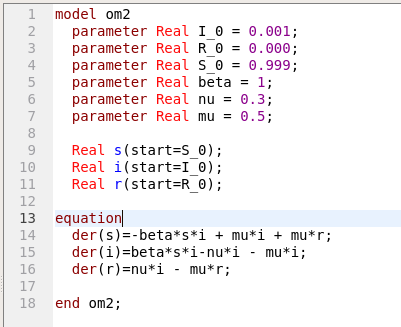 1 model om2
2   parameter Real I_0 = 0.001;
3   parameter Real R_0 = 0.000;
4   parameter Real S_0 = 0.999;
5   parameter Real beta = 1;
6   parameter Real nu = 0.3;
7   parameter Real mu = 0.5;
8
9   Real s(start=S_0);
10   Real i(start=I_0);
11   Real r(start=R_0);
12
13 equation
14   der(s)=-beta*s*i + mu*i + mu*r;
15   der(i)=beta*s*i-nu*i - mu*i;
16   der(r)=nu*i - mu*r;
17
18 end om2;